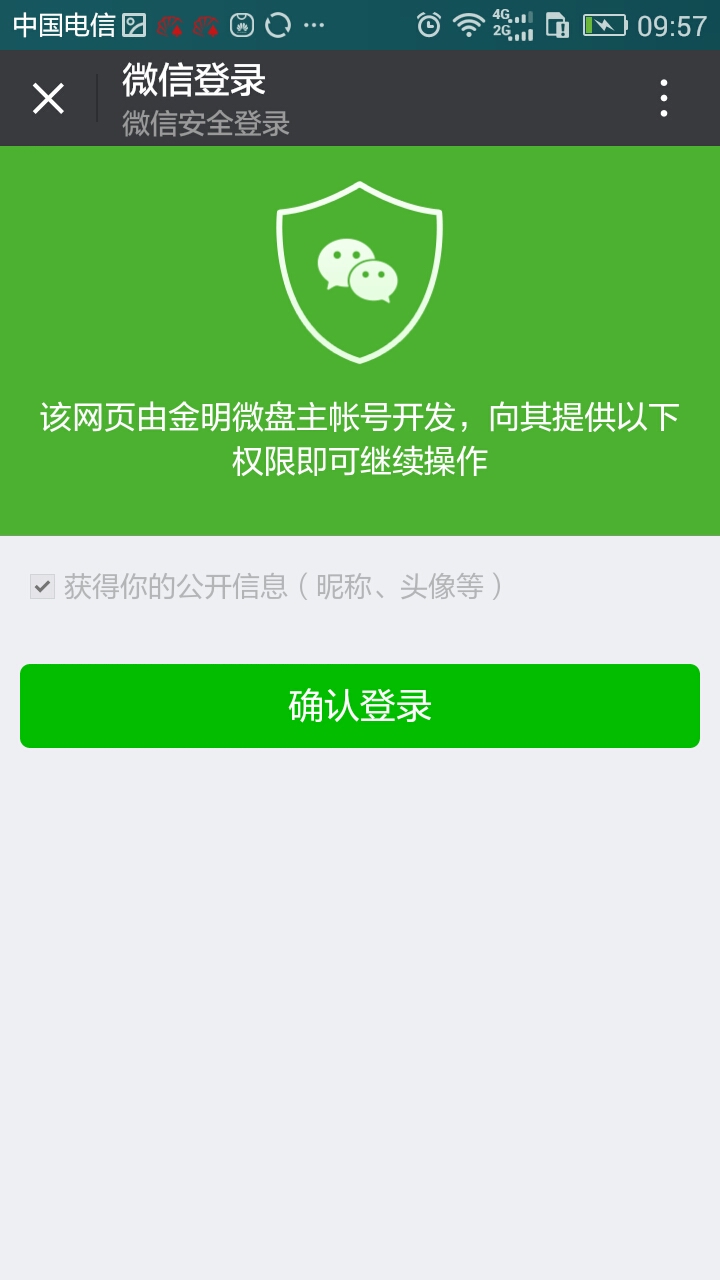 中国电信 ··· 4G 2G 09:57
微信登录
微信安全登录
该网页由金明微盘主帐号开发，向其提供以下
权限即可继续操作
获得你的公开信息（昵称、头像等）
确认登录